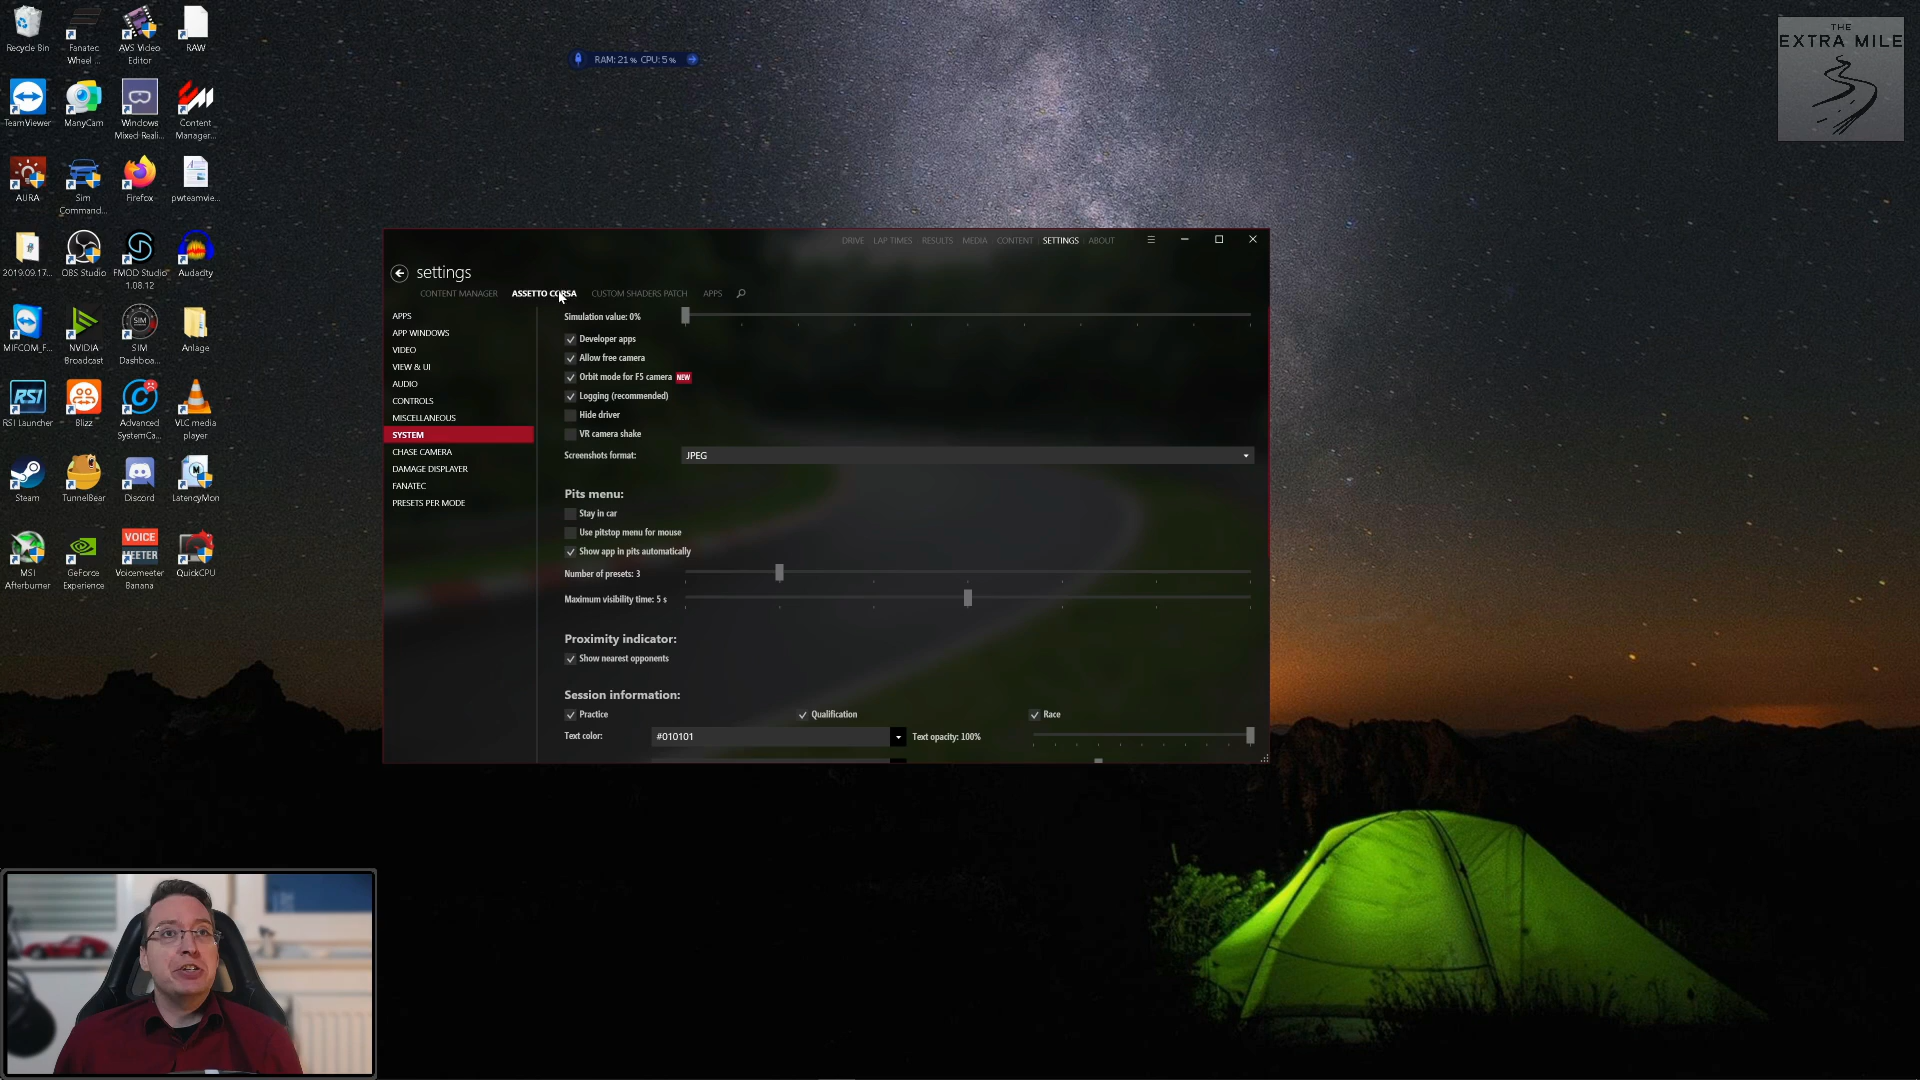 Recycle Bin
Fanatec
Wheel ...
AVS Video
Editor
RAW
TeamViewer
ManyCam
Windows
Mixed Reali...
Content
Manager...
AURA
Sim
Command...
Firefox
pwteamvie...
2019.09.17...
OBS Studio
FMOD Studio
1.08.12
Audacity
MIFCOM_F...
NVIDIA
Broadcast
SIM
Dashboa...
Anlage
RSI
RSI Launcher
Blizz
Advanced
SystemCa...
VLC media
player
Steam
TunnelBear
Discord
LatencyMon
MSI
Afterburner
GeForce
Experience
VOICE
MEETER
Voicemeeter
Banana
QuickCPU
RAM: 21 % CPU: 5 %
THE
EXTRA MILE
DRIVE LAP TIMES RESULTS MEDIA CONTENT SETTINGS ABOUT
settings
CONTENT MANAGER ASSETTO CORSA CUSTOM SHADERS PATCH APPS
APPS
APP WINDOWS
VIDEO
VIEW & UI
AUDIO
CONTROLS
MISCELLANEOUS
SYSTEM
CHASE CAMERA
DAMAGE DISPLAYER
FANATEC
PRESETS PER MODE
Simulation value: 0%
Developer apps
Allow free camera
Orbit mode for F5 camera NEW
Logging (recommended)
Hide driver
VR camera shake
Screenshots format: JPEG
Pits menu:
Stay in car
Use pitstop menu for mouse
Show app in pits automatically
Number of presets: 3
Maximum visibility time: 5 s
Proximity indicator:
Show nearest opponents
Session information:
Practice Qualification Race
Text color: #010101 Text opacity: 100%